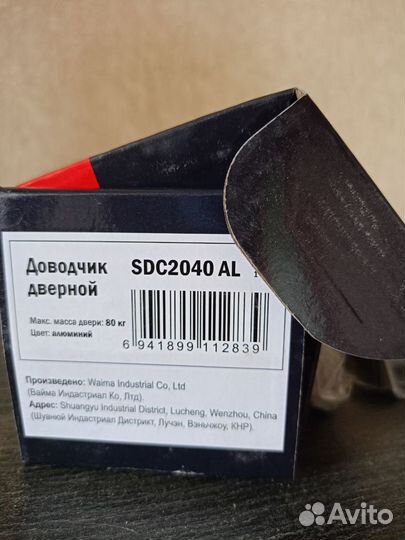 Доводчик дверной
SDC2040 AL
Макс. масса двери: 80 кг
Цвет: алюминий
6 941899 112839
Произведено: Waima Industrial Co, Ltd
(Вайма Индастриал Ко, Лтд).
Адрес: Shuangyu Industrial District, Lucheng, Wenzhou, China
(Шуанюй Индастриал Дистрикт, Лучэн, Вэньчжоу, КНР).
Avito